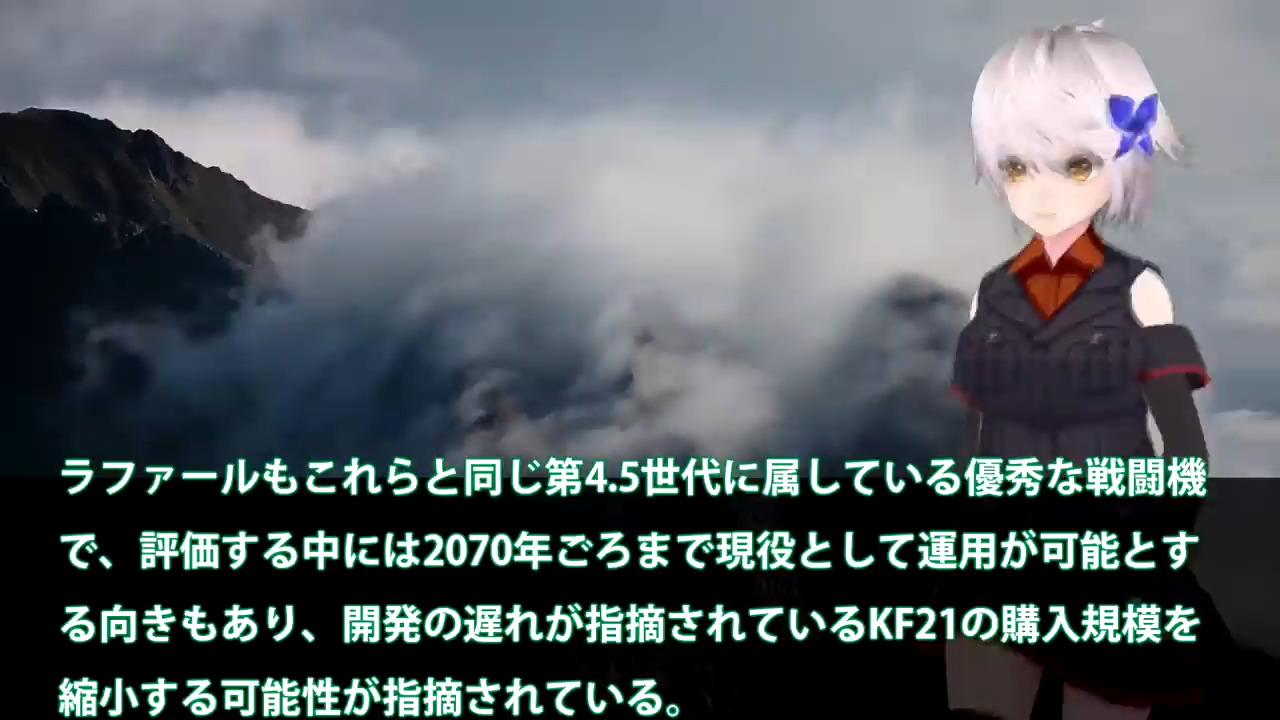 ラファールもこれらと同じ第4.5世代に属している優秀な戦闘機
で、評価する中には2070年ごろまで現役として運用が可能とす
る向きもあり、開発の遅れが指摘されているKF21の購入規模を
縮小する可能性が指摘されている。